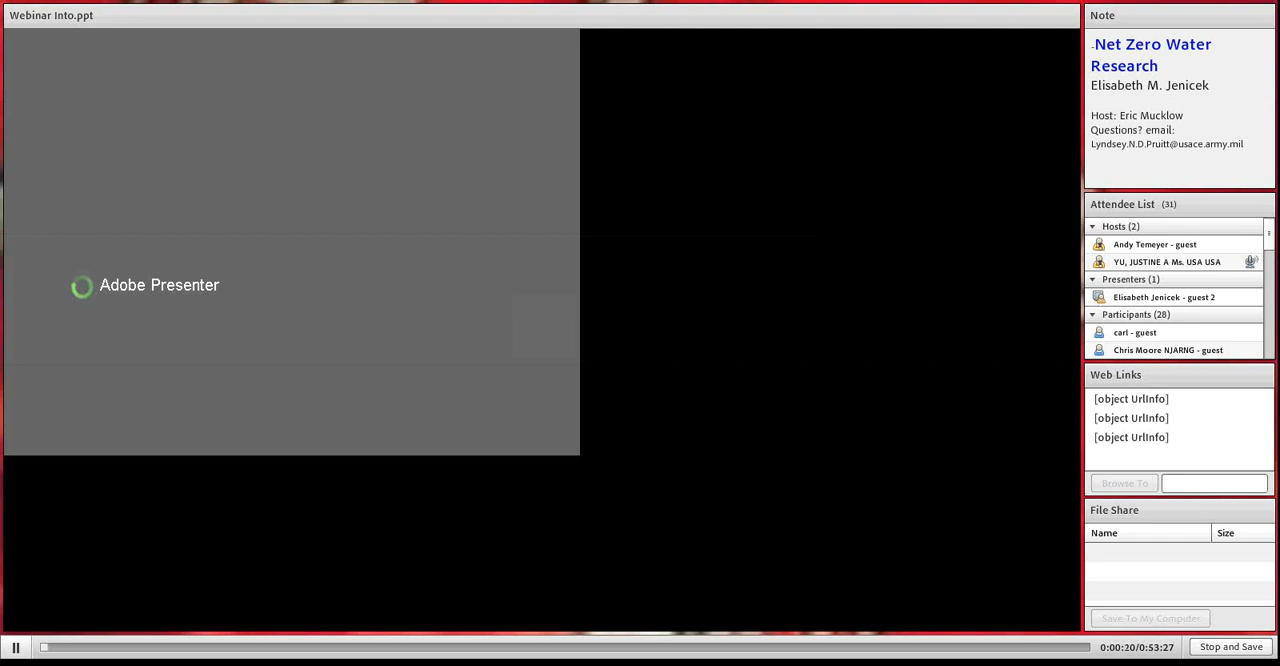 Webinar Into.ppt
Adobe Presenter
Note
-Net Zero Water
Research
Elisabeth M. Jenicek
Host: Eric Mucklow
Questions? email:
Lyndsey.N.D.Pruitt@usace.army.mil
Attendee List (31)
Hosts (2)
Andy Temeyer - guest
YU, JUSTINE A Ms. USA USA
Presenters (1)
Elisabeth Jenicek - guest 2
Participants (28)
carl - guest
Chris Moore NJARNG - guest
Web Links
[object UrlInfo]
[object UrlInfo]
[object UrlInfo]
Browse To
File Share
Name Size
Save To My Computer
0:00:20/0:53:27 Stop and Save